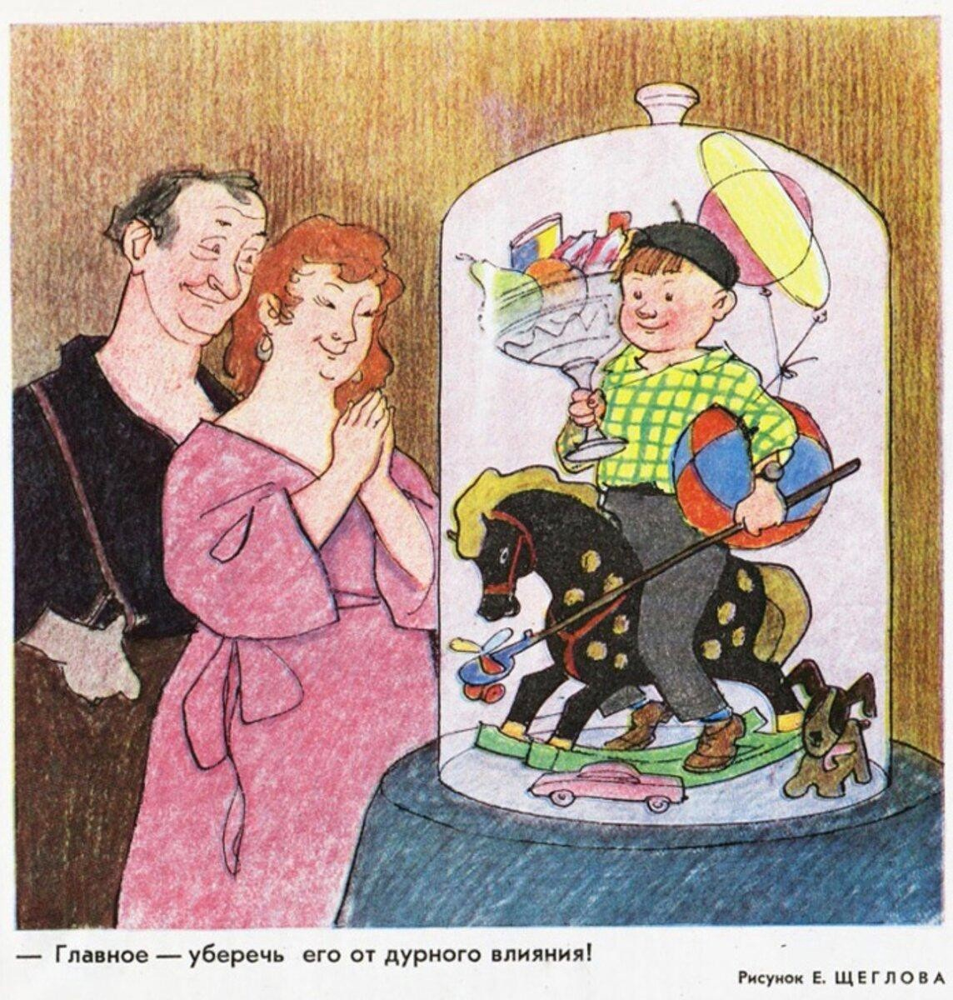 — Главное — уберечь его от дурного влияния!
Рисунок Е. ЩЕГЛОВА